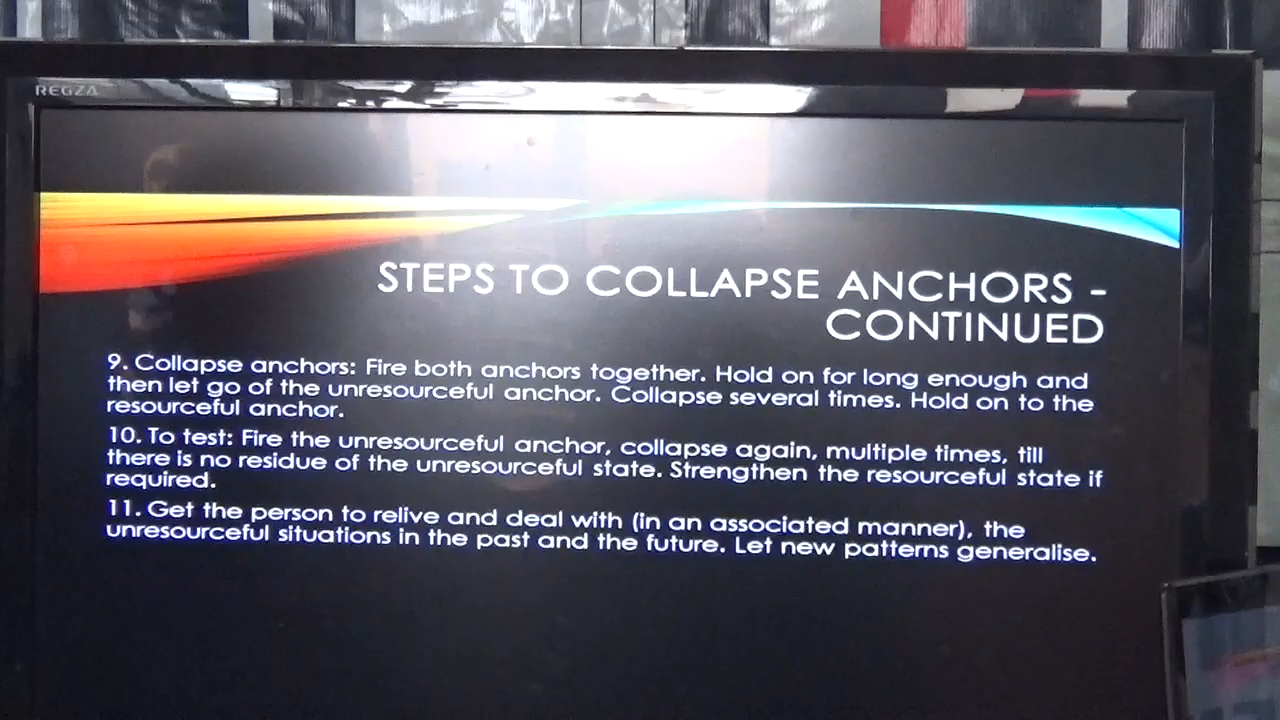 REGZA
STEPS TO COLLAPSE ANCHORS -
CONTINUED
9. Collapse anchors: Fire both anchors together. Hold on for long enough and
then let go of the unresourceful anchor. Collapse several times. Hold on to the
resourceful anchor.
10. To test: Fire the unresourceful anchor, collapse again, multiple times, till
there is no residue of the unresourceful state. Strengthen the resourceful state if
required.
11. Get the person to relive and deal with (in an associated manner), the
unresourceful situations in the past and the future. Let new patterns generalise.